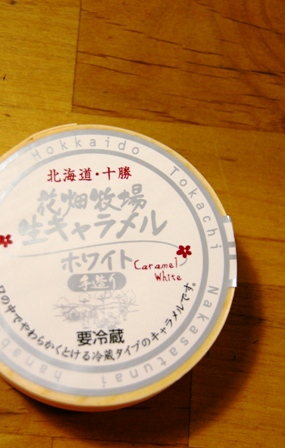 Hokkaido Tokachi Nakasatsunai hanab
北海道・十勝
花畑牧場
生キャラメル
ホワイト
Caramel
White
手造り
要冷蔵
口の中でやわらかくとける冷蔵タイプのキャラメルです。